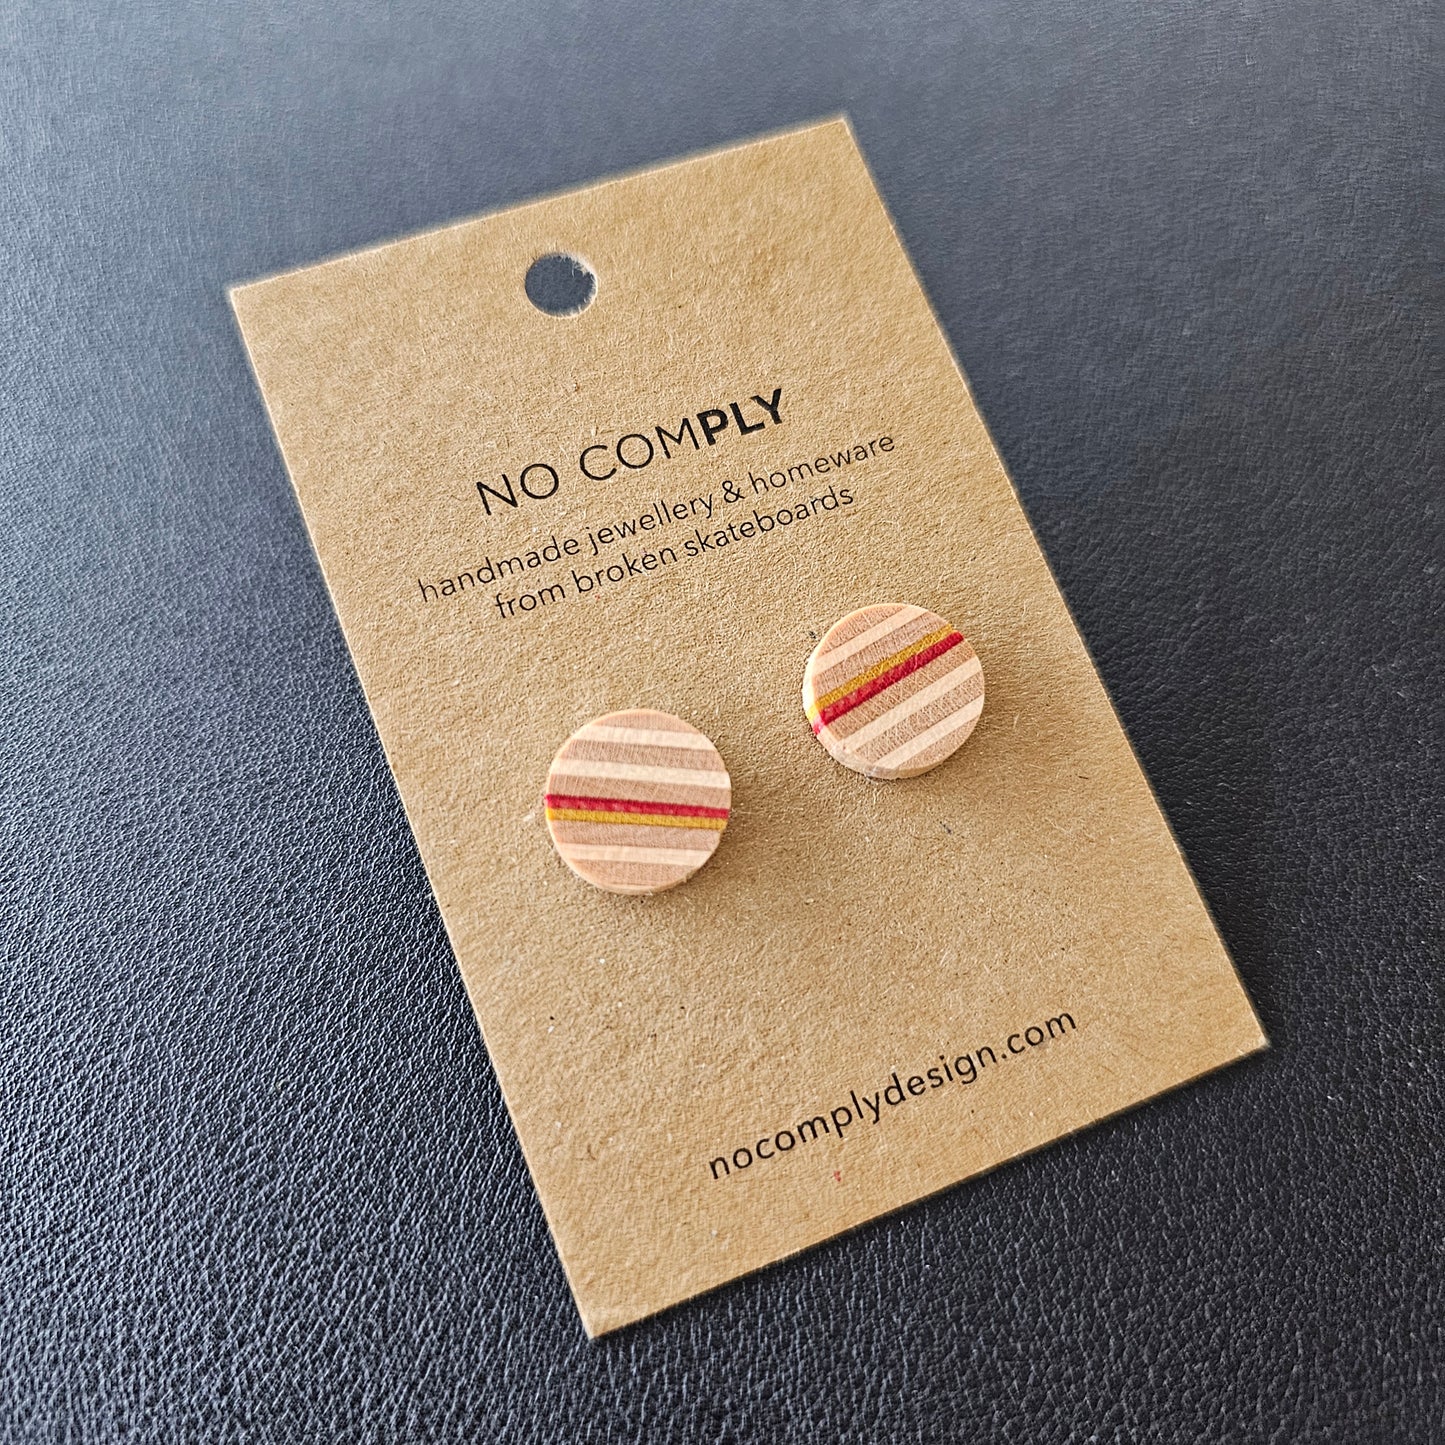 NO COMPLY
handmade jewellery & homeware
from broken skateboards
nocomplydesign.com